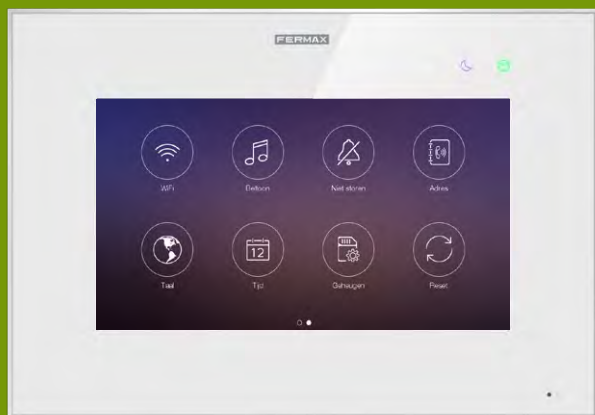 FERMAX
WiFi
Beltoon
Niet storen
Adres
Taal
12
Tijd
Geheugen
Reset